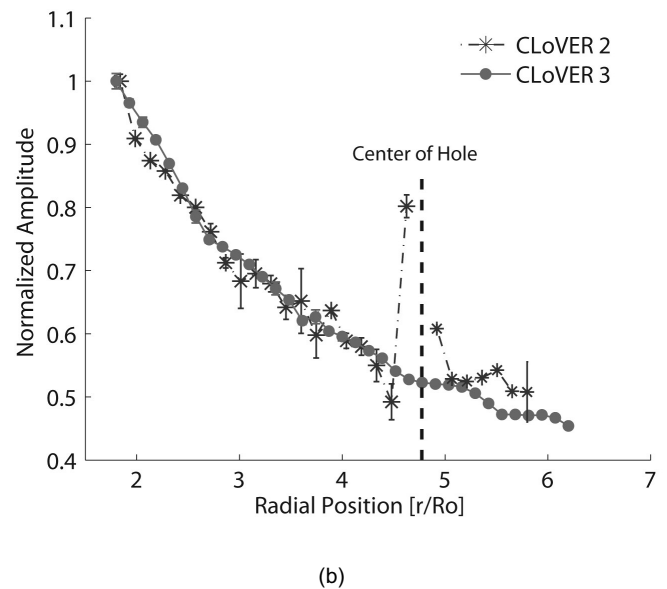 1.1
1
0.9
0.8
0.7
0.6
0.5
0.4
Normalized Amplitude
CLoVER 2
CLoVER 3
Center of Hole
2 3 4 5 6 7
Radial Position [r/Ro]
(b)